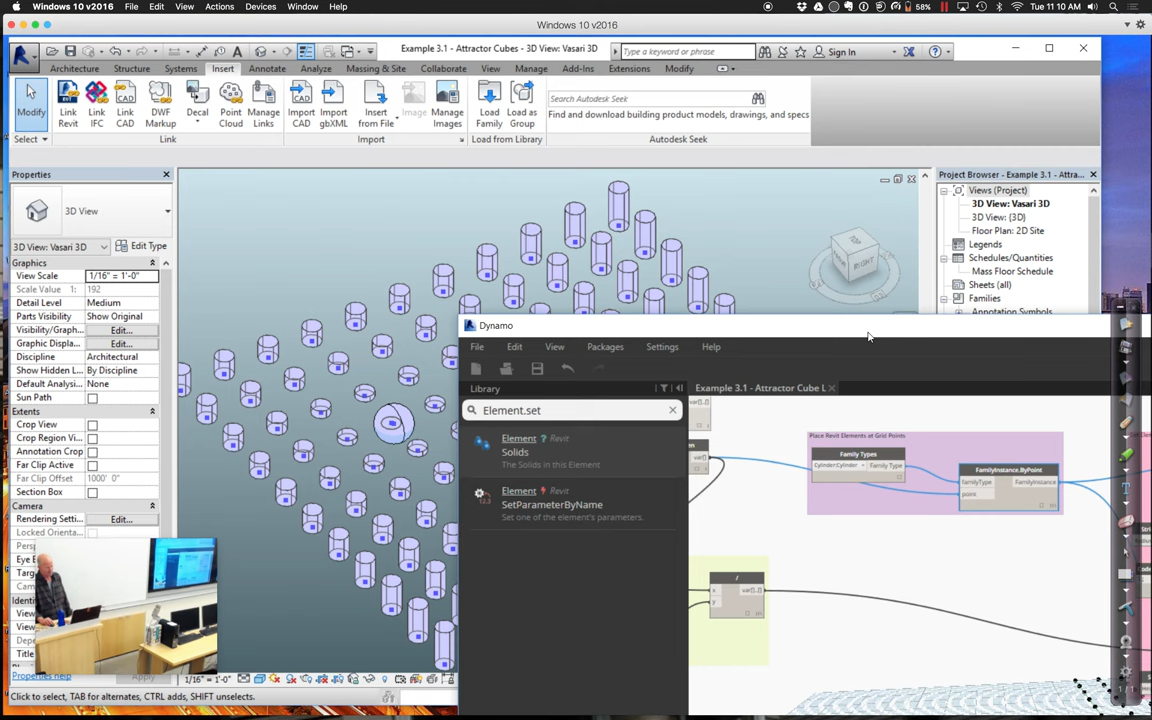 Windows 10 v2016 File Edit View Actions Devices Window Help 58% Tue 11:10 AM
Windows 10 v2016
Example 3.1 - Attractor Cubes - 3D View: Vasari 3D Type a keyword or phrase Sign In
Architecture Structure Systems Insert Annotate Analyze Massing & Site Collaborate View Manage Add-Ins Extensions Modify
Modify
Link Revit
Link IFC
Link CAD
DWF Markup
Decal
Point Cloud
Manage Links
Import CAD
Import gbXML
Insert from File
Image
Manage Images
Load Family
Load as Group
Search Autodesk Seek
Find and download building product models, drawings, and specs
Select Link Import Load from Library Autodesk Seek
Properties
3D View
3D View: Vasari 3D Edit Type
Graphics
View Scale 1/16" = 1'-0"
Scale Value 1: 192
Detail Level Medium
Parts Visibility Show Original
Visibility/Graph... Edit...
Graphic Displa... Edit...
Discipline Architectural
Show Hidden L... By Discipline
Default Analysi... None
Sun Path
Extents
Crop View
Crop Region Vi...
Annotation Crop
Far Clip Active
Far Clip Offset 1000' 0"
Section Box
Camera
Rendering Setti... Edit...
Locked Orienta...
Properties help Apply
1/16" = 1'-0"
Click to select, TAB for alternates, CTRL adds, SHIFT unselects.
TOP
RIGHT
Project Browser - Example 3.1 - Attra...
Views (Project)
3D View: Vasari 3D
3D View: {3D}
Floor Plan: 2D Site
Legends
Schedules/Quantities
Mass Floor Schedule
Sheets (all)
Families
Annotation Symbols
Dynamo
File Edit View Packages Settings Help
Library
Example 3.1 - Attractor Cube L
Element.set
Element ? Revit
Solids
The Solids in this Element
Element Revit
SetParameterByName
Set one of the element's parameters.
Place Revit Elements at Grid Points
Family Types
Cylinder:Cylinder Family Type
FamilyInstance.ByPoint
familyType FamilyInstance
point
var[]..[]
/
x var[]..[]
y